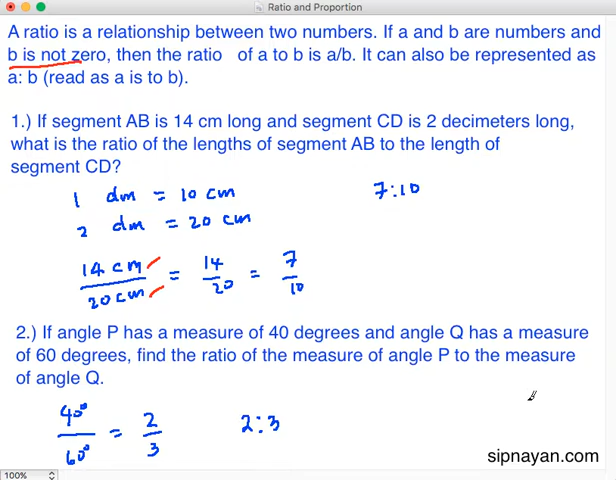 Ratio and Proportion
A ratio is a relationship between two numbers. If a and b are numbers and
b is not zero, then the ratio of a to b is a/b. It can also be represented as
a: b (read as a is to b).
1.) If segment AB is 14 cm long and segment CD is 2 decimeters long,
what is the ratio of the lengths of segment AB to the length of
segment CD?
1 dm = 10 cm
7:10
2 dm = 20 cm
14 cm / 20 cm = 14 / 20 = 7 / 10
2.) If angle P has a measure of 40 degrees and angle Q has a measure
of 60 degrees, find the ratio of the measure of angle P to the measure
of angle Q.
40° / 60° = 2 / 3 2:3
sipnayan.com
100%